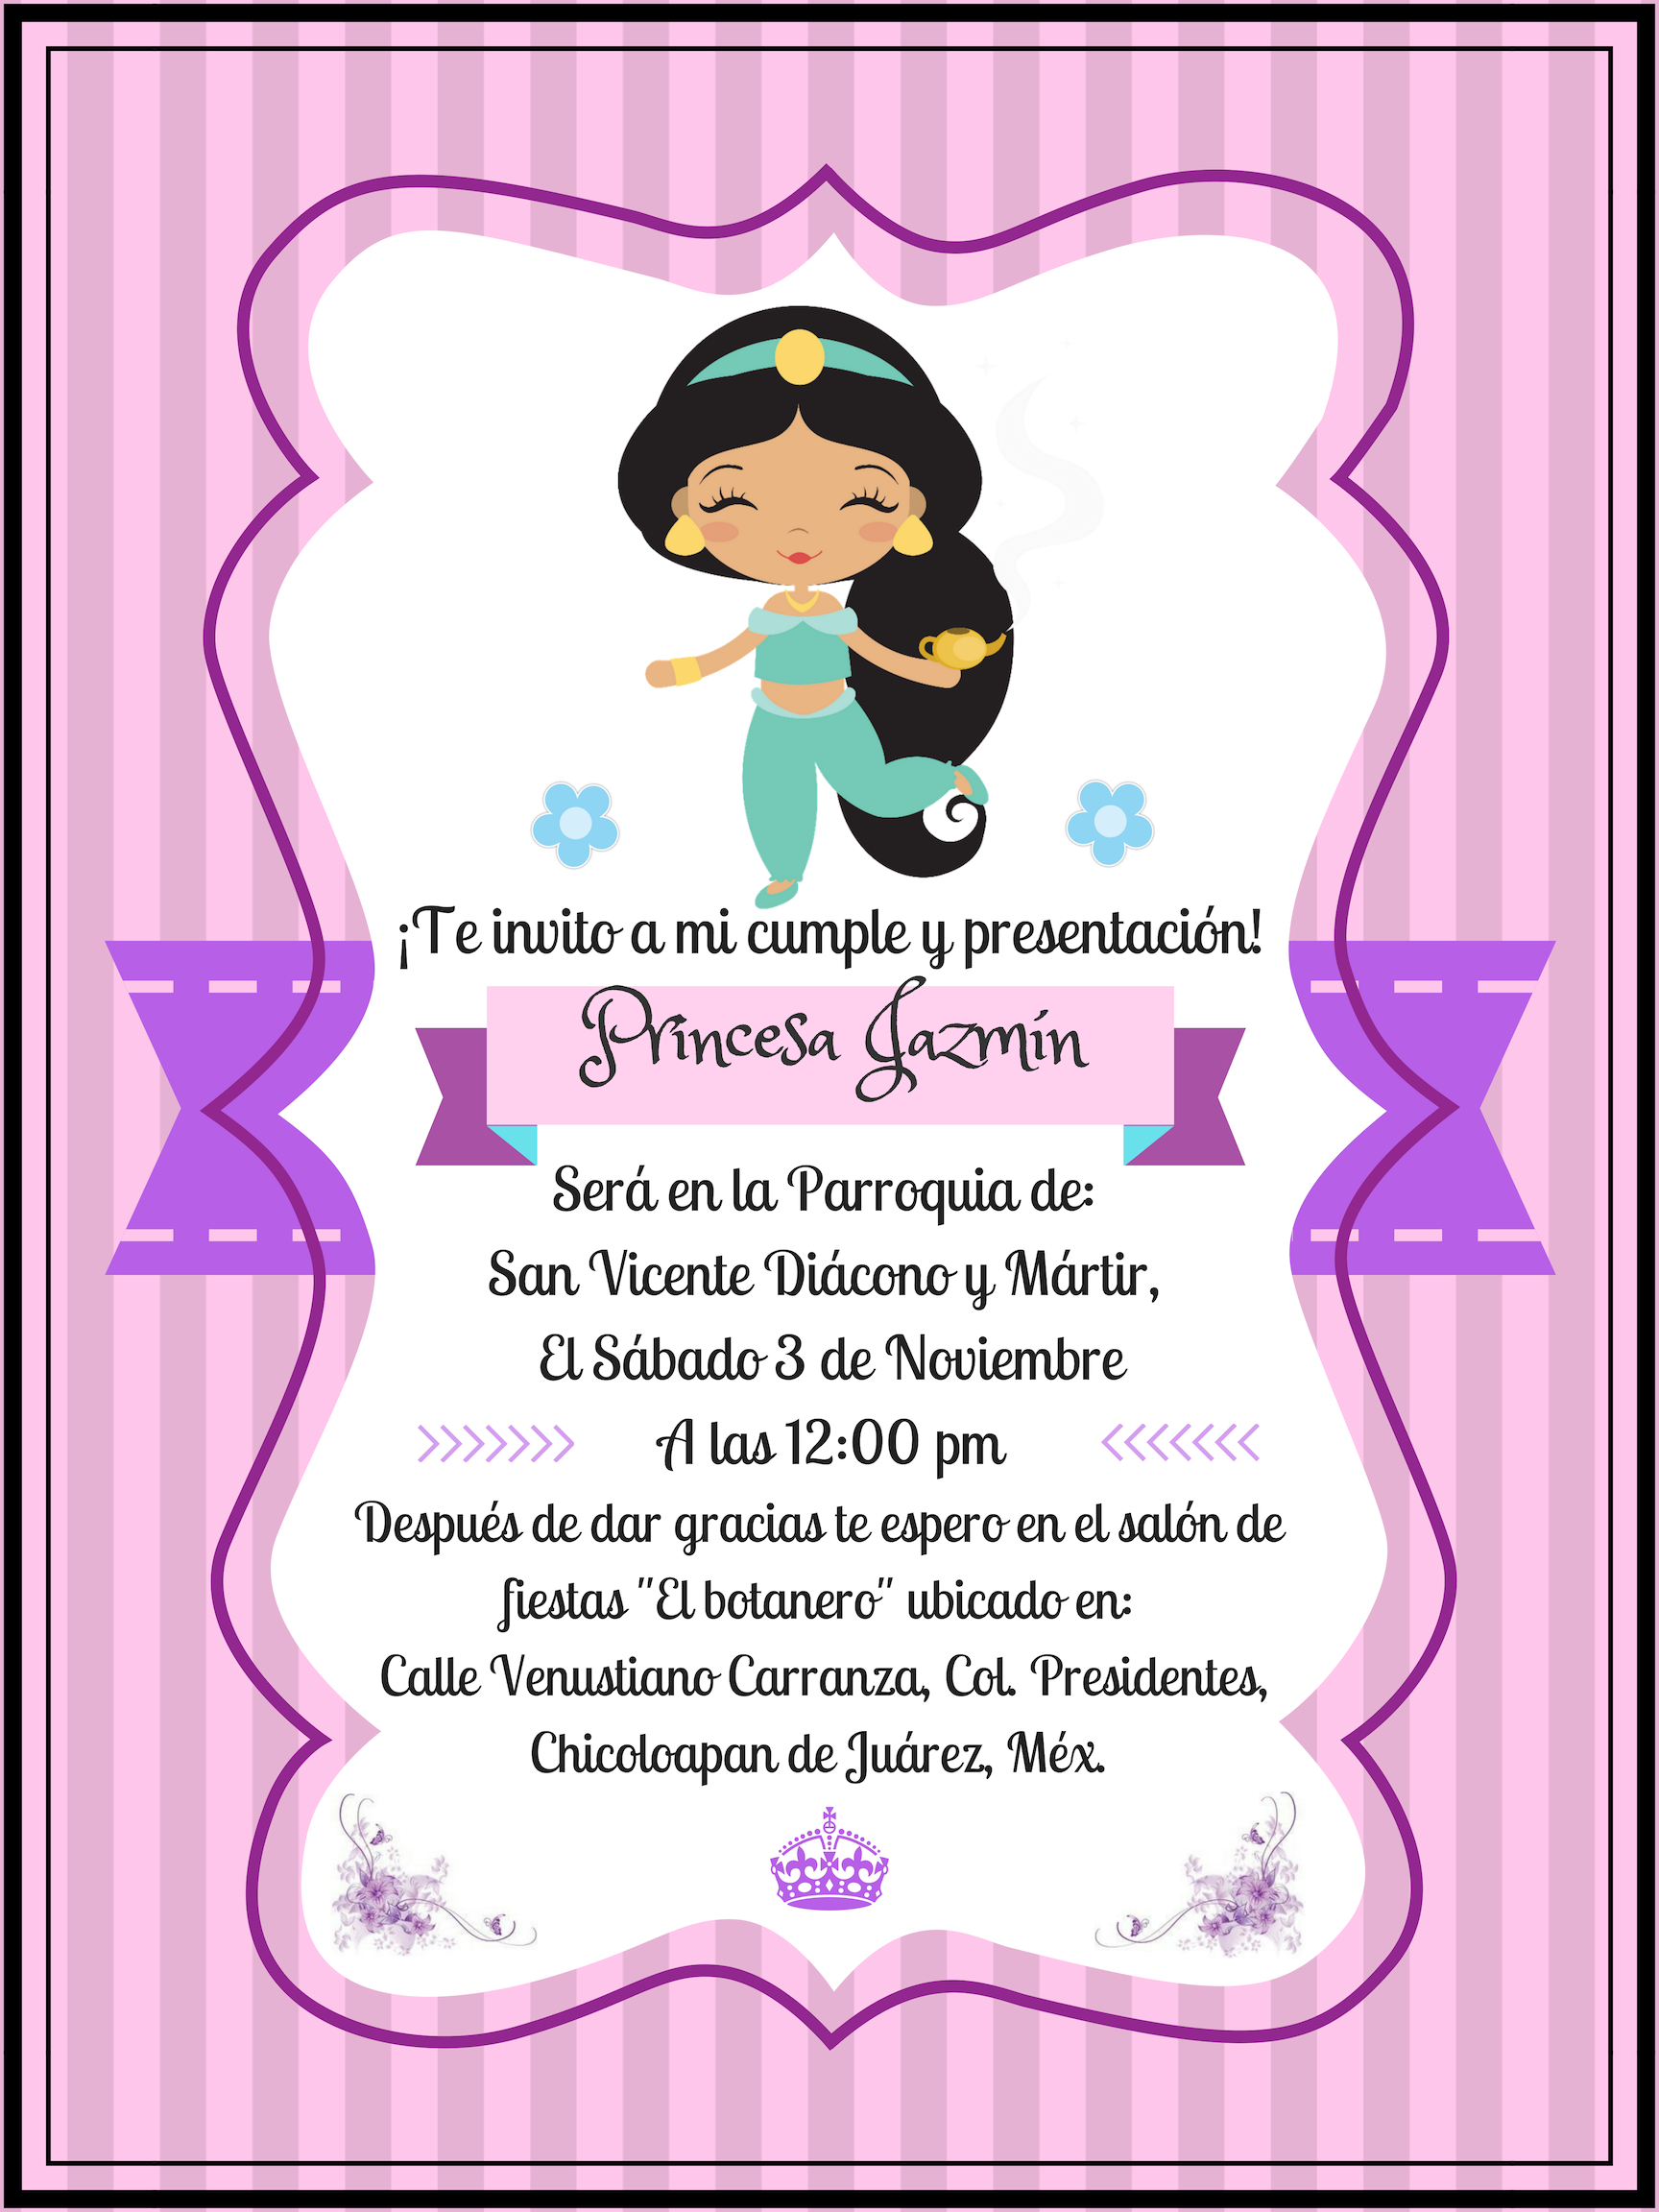 ¡Te invito a mi cumple y presentación!
Princesa Jazmín
Será en la Parroquia de:
San Vicente Diácono y Mártir,
El Sábado 3 de Noviembre
A las 12:00 pm
Después de dar gracias te espero en el salón de
fiestas "El botanero" ubicado en:
Calle Venustiano Carranza, Col. Presidentes,
Chicoloapan de Juárez, Méx.